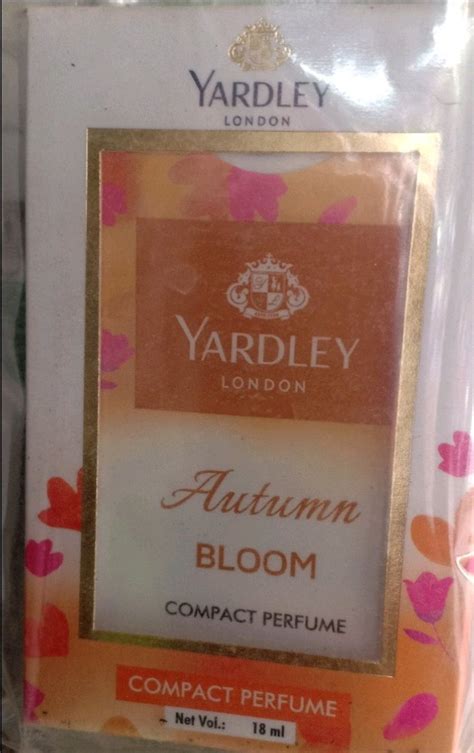 YARDLEY
LONDON
YARDLEY
LONDON
Autumn
BLOOM
COMPACT PERFUME
COMPACT PERFUME
Net Vol.: 18 ml